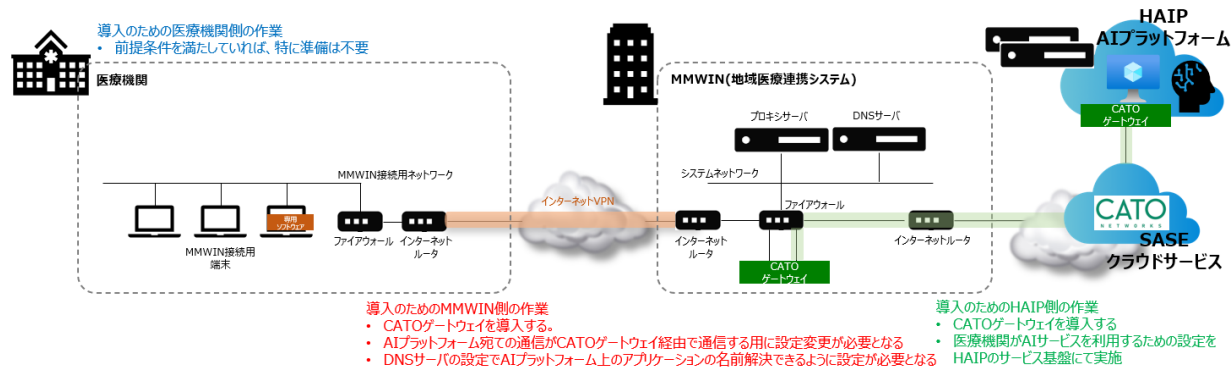 導入のための医療機関側の作業
• 前提条件を満たしていれば、特に準備は不要
医療機関
MMWIN接続用ネットワーク
専用
ソフトウェア
MMWIN接続用
端末
ファイアウォール
インターネット
ルータ
インターネットVPN
MMWIN(地域医療連携システム)
プロキシサーバ
DNSサーバ
システムネットワーク
ファイアウォール
インターネット
ルータ
CATO
ゲートウェイ
インターネットルータ
HAIP
AIプラットフォーム
CATO
ゲートウェイ
CATO
NETWORKS
SASE
クラウドサービス
導入のためのMMWIN側の作業
• CATOゲートウェイを導入する。
• AIプラットフォーム宛ての通信がCATOゲートウェイ経由で通信する用に設定変更が必要となる
• DNSサーバの設定でAIプラットフォーム上のアプリケーションの名前解決できるように設定が必要となる
導入のためのHAIP側の作業
• CATOゲートウェイを導入する
• 医療機関がAIサービスを利用するための設定を
HAIPのサービス基盤にて実施